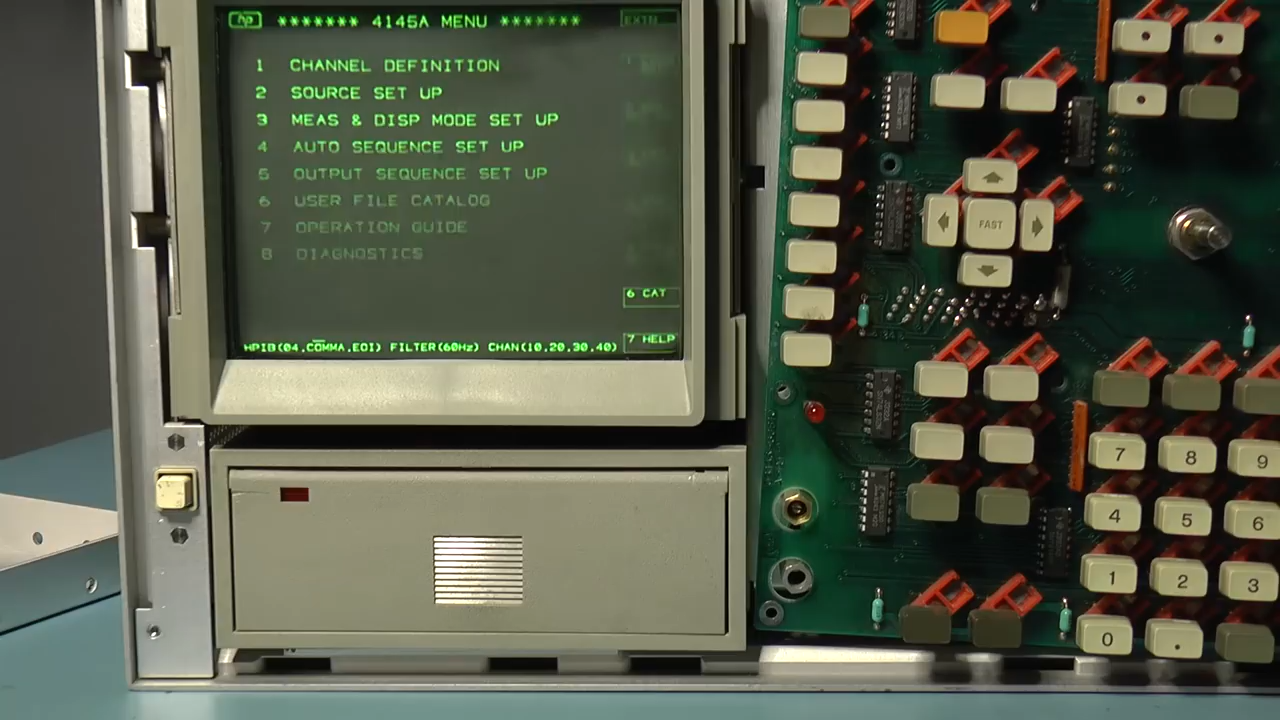 hp ******* 4145A MENU ******* EXTN
1 CHANNEL DEFINITION
2 SOURCE SET UP
3 MEAS & DISP MODE SET UP
4 AUTO SEQUENCE SET UP
5 OUTPUT SEQUENCE SET UP
6 USER FILE CATALOG
7 OPERATION GUIDE
8 DIAGNOSTICS
6 CAT
7 HELP
HPIB(04,COMMA,EOI) FILTER(60Hz) CHAN(10,20,30,40)
FAST
7 8 9
4 5 6
1 2 3
0 .